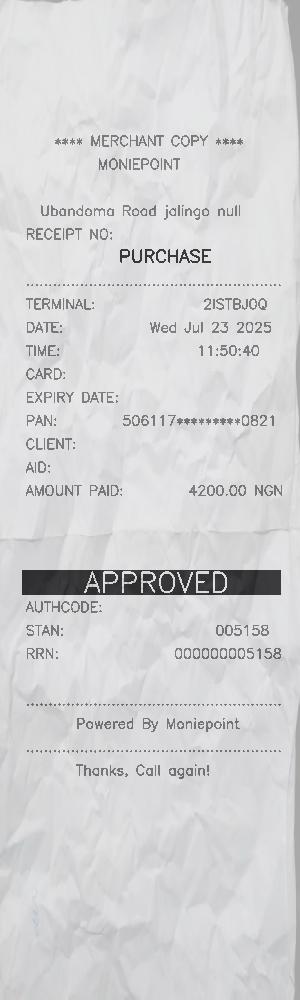 **** MERCHANT COPY ****
MONIEPOINT
Ubandoma Road jalingo null
RECEIPT NO:
PURCHASE
TERMINAL: 2ISTBJ0Q
DATE: Wed Jul 23 2025
TIME: 11:50:40
CARD:
EXPIRY DATE:
PAN: 506117*********0821
CLIENT:
AID:
AMOUNT PAID: 4200.00 NGN
APPROVED
AUTHCODE:
STAN: 005158
RRN: 000000005158
Powered By Moniepoint
Thanks, Call again!